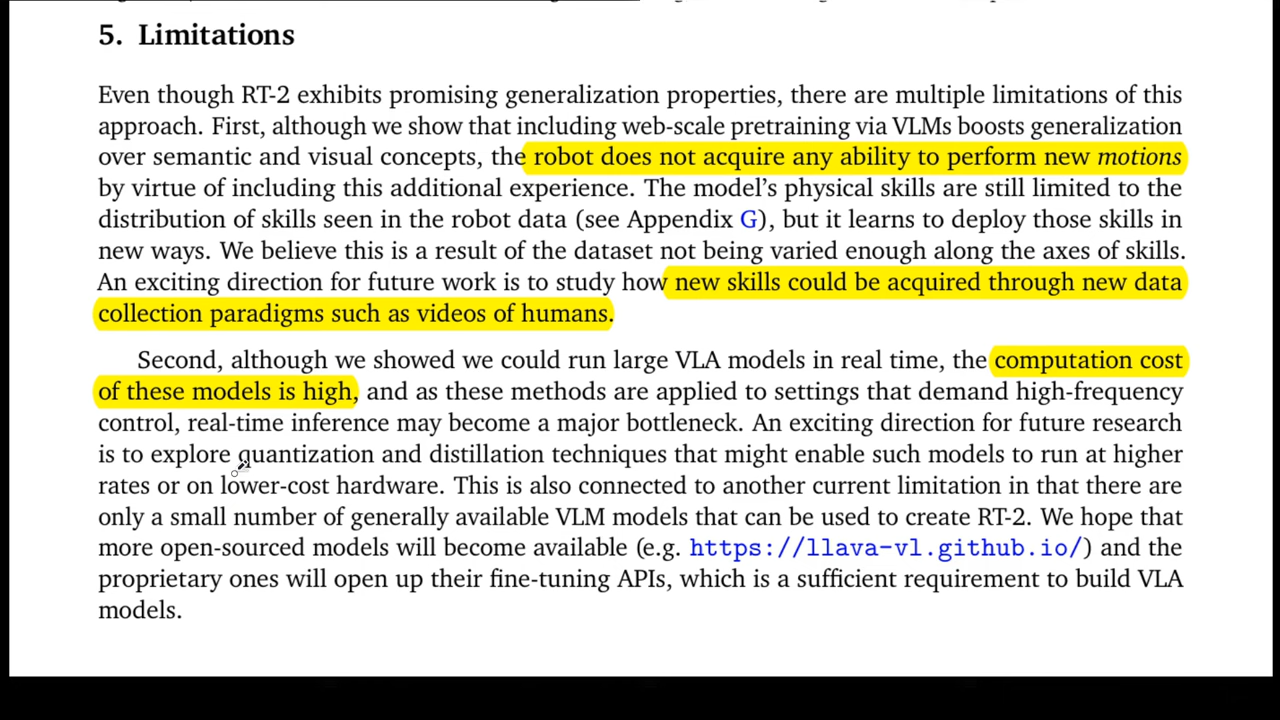 5. Limitations
Even though RT-2 exhibits promising generalization properties, there are multiple limitations of this
approach. First, although we show that including web-scale pretraining via VLMs boosts generalization
over semantic and visual concepts, the robot does not acquire any ability to perform new motions
by virtue of including this additional experience. The model's physical skills are still limited to the
distribution of skills seen in the robot data (see Appendix G), but it learns to deploy those skills in
new ways. We believe this is a result of the dataset not being varied enough along the axes of skills.
An exciting direction for future work is to study how new skills could be acquired through new data
collection paradigms such as videos of humans.
Second, although we showed we could run large VLA models in real time, the computation cost
of these models is high, and as these methods are applied to settings that demand high-frequency
control, real-time inference may become a major bottleneck. An exciting direction for future research
is to explore quantization and distillation techniques that might enable such models to run at higher
rates or on lower-cost hardware. This is also connected to another current limitation in that there are
only a small number of generally available VLM models that can be used to create RT-2. We hope that
more open-sourced models will become available (e.g. https://llava-vl.github.io/) and the
proprietary ones will open up their fine-tuning APIs, which is a sufficient requirement to build VLA
models.